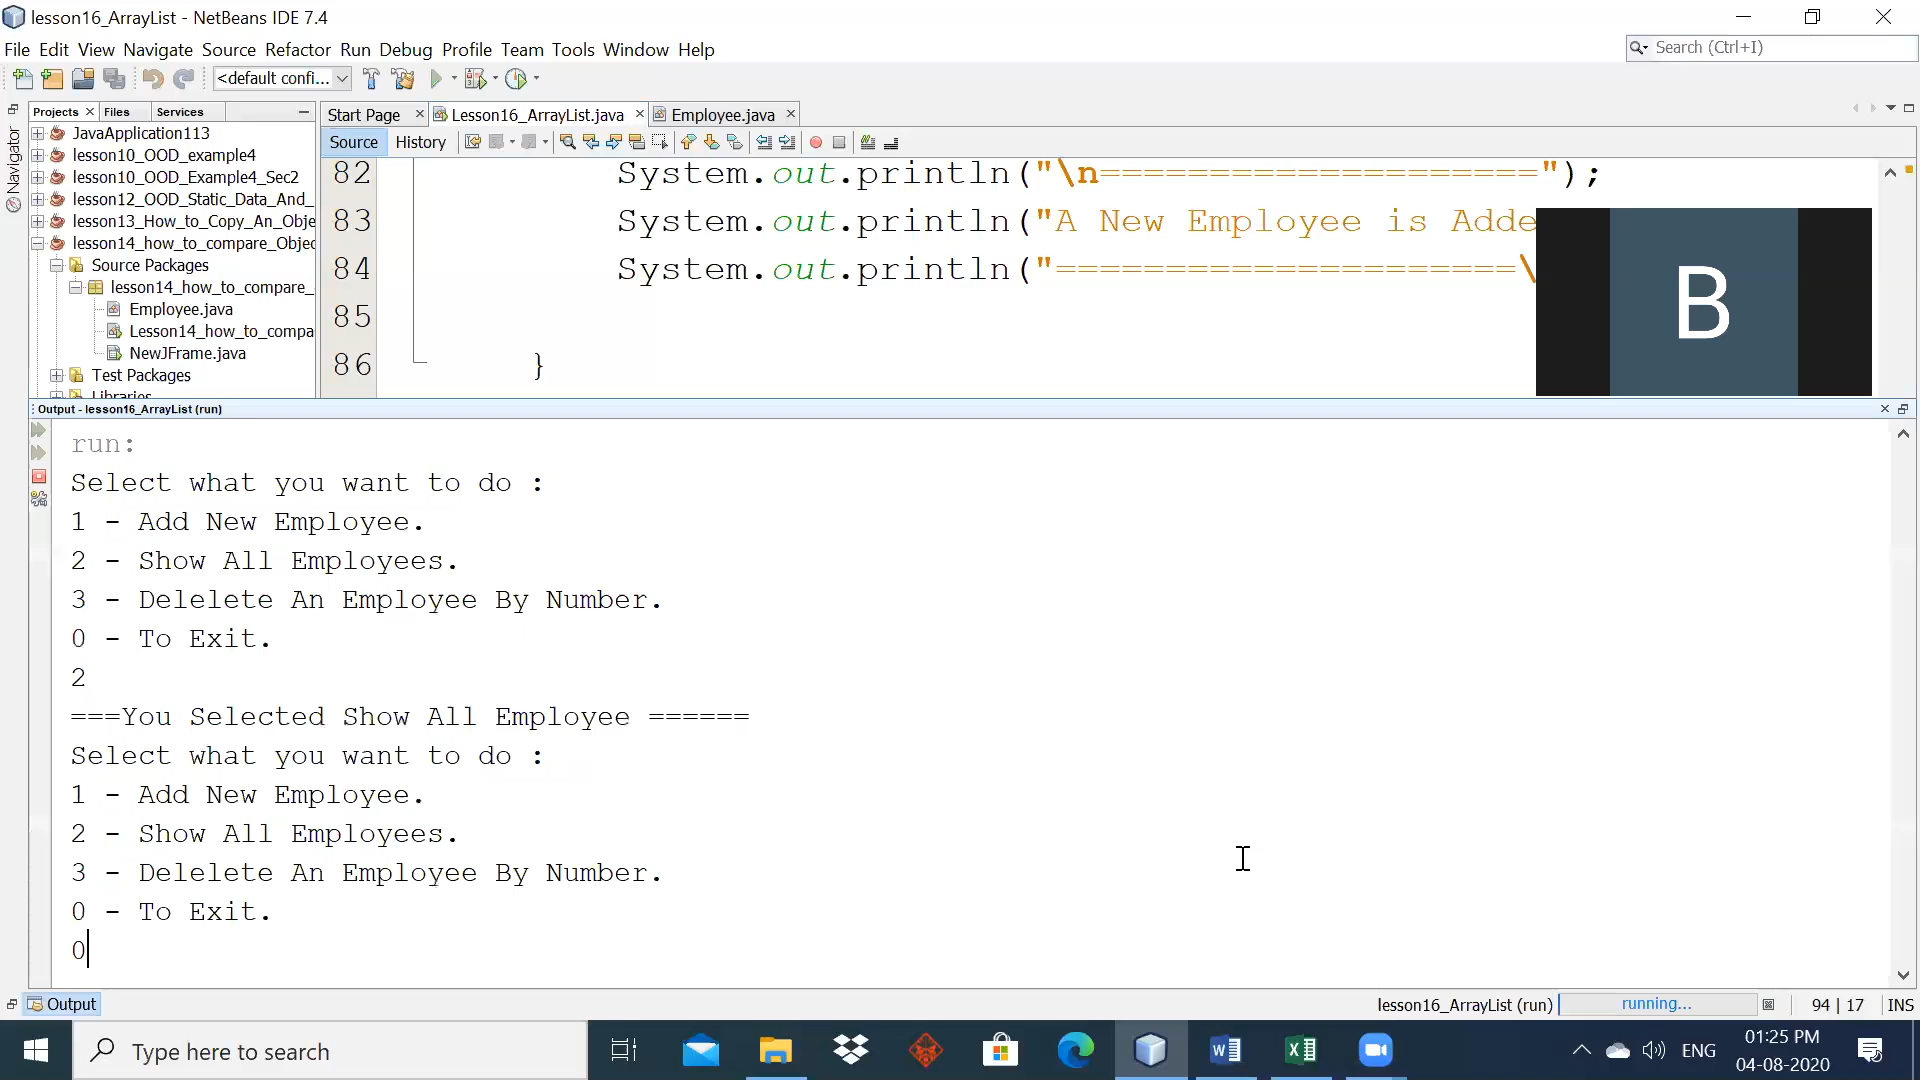 lesson16_ArrayList - NetBeans IDE 7.4
File Edit View Navigate Source Refactor Run Debug Profile Team Tools Window Help
Search (Ctrl+I)
<default confi...
Projects Files Services
Start Page Lesson16_ArrayList.java Employee.java
Navigator
Source History
JavaApplication113
lesson10_OOD_example4
lesson10_OOD_Example4_Sec2
lesson12_OOD_Static_Data_And_
lesson13_How_to_Copy_An_Obje
lesson14_how_to_compare_Objec
Source Packages
lesson14_how_to_compare_
Employee.java
Lesson14_how_to_compa
NewJFrame.java
Test Packages
Libraries
82 System.out.println("\n====================");
83 System.out.println("A New Employee is Adde
84 System.out.println("=====================\
85
86 }
B
Output - lesson16_ArrayList (run)
run:
Select what you want to do :
1 - Add New Employee.
2 - Show All Employees.
3 - Delelete An Employee By Number.
0 - To Exit.
2
===You Selected Show All Employee ======
Select what you want to do :
1 - Add New Employee.
2 - Show All Employees.
3 - Delelete An Employee By Number.
0 - To Exit.
0
Output
lesson16_ArrayList (run) running... 94 | 17 INS
Type here to search
ENG
01:25 PM
04-08-2020